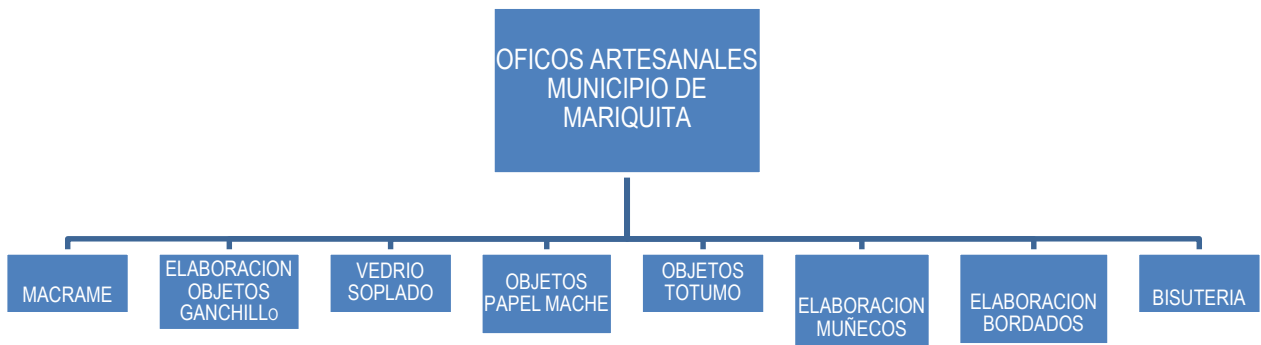 OFICOS ARTESANALES
MUNICIPIO DE
MARIQUITA
MACRAME
ELABORACION
OBJETOS
GANCHILLO
VEDRIO
SOPLADO
OBJETOS
PAPEL MACHE
OBJETOS
TOTUMO
ELABORACION
MUÑECOS
ELABORACION
BORDADOS
BISUTERIA